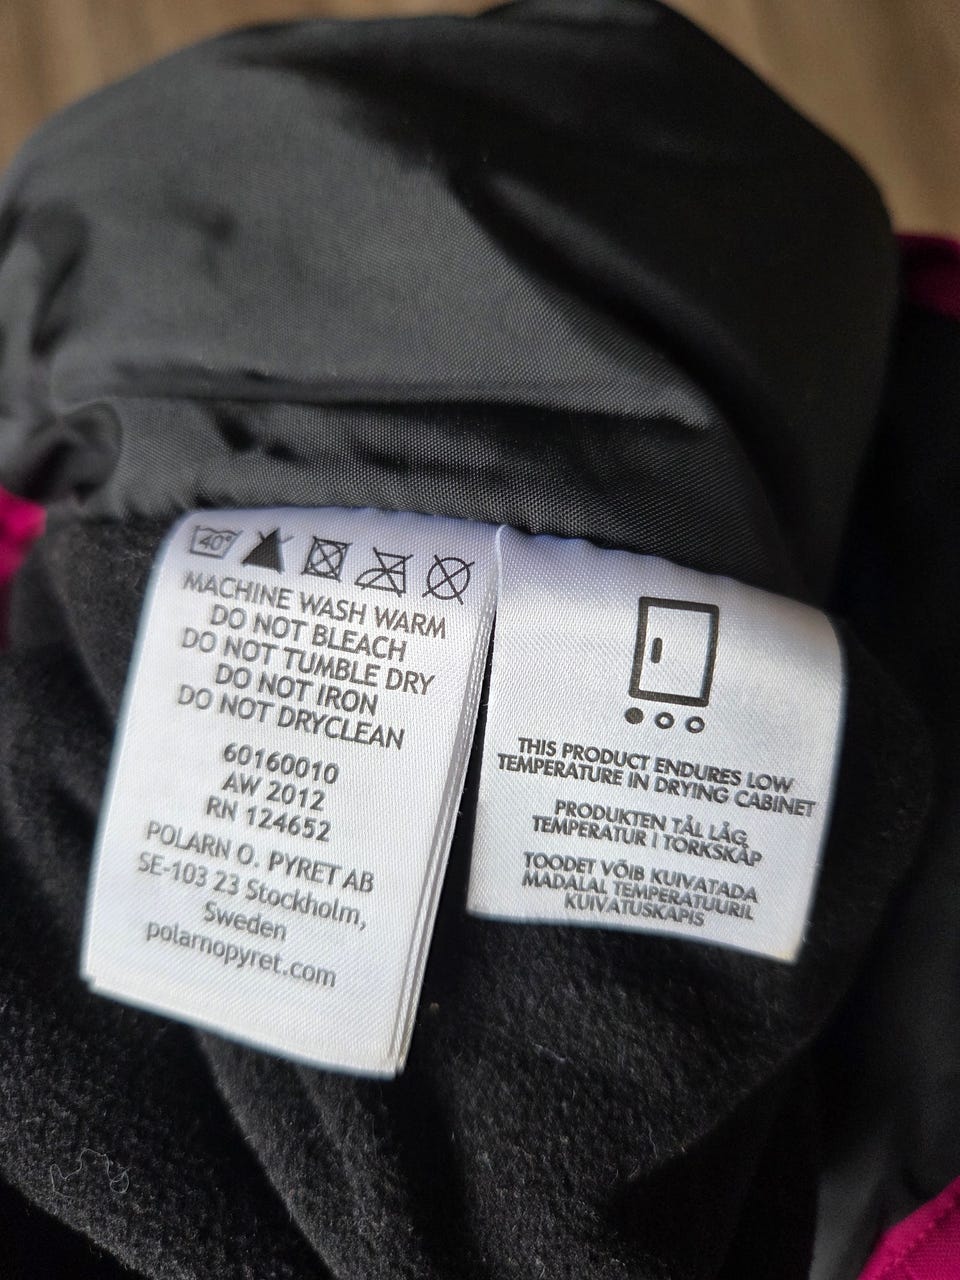 40°
MACHINE WASH WARM
DO NOT BLEACH
DO NOT TUMBLE DRY
DO NOT IRON
DO NOT DRYCLEAN
60160010
AW 2012
RN 124652
POLARN O. PYRET AB
SE-103 23 Stockholm,
Sweden
polarnopyret.com
THIS PRODUCT ENDURES LOW
TEMPERATURE IN DRYING CABINET
PRODUKTEN TÅL LÅG
TEMPERATUR I TORKSKÅP
TOODET VÕIB KUIVATADA
MADALAL TEMPERATUURIL
KUIVATUSKAPIS